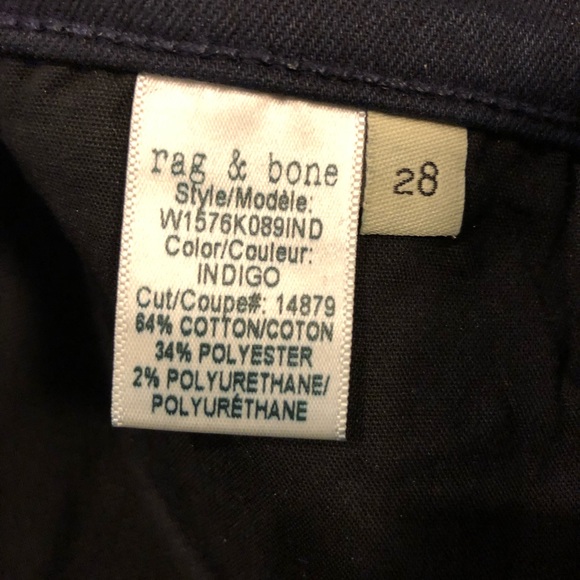 rag & bone
Style/Modèle:
W1576K089IND
Color/Couleur:
INDIGO
Cut/Coupe#: 14879
64% COTTON/COTON
34% POLYESTER
2% POLYURETHANE/
POLYURÉTHANE
28